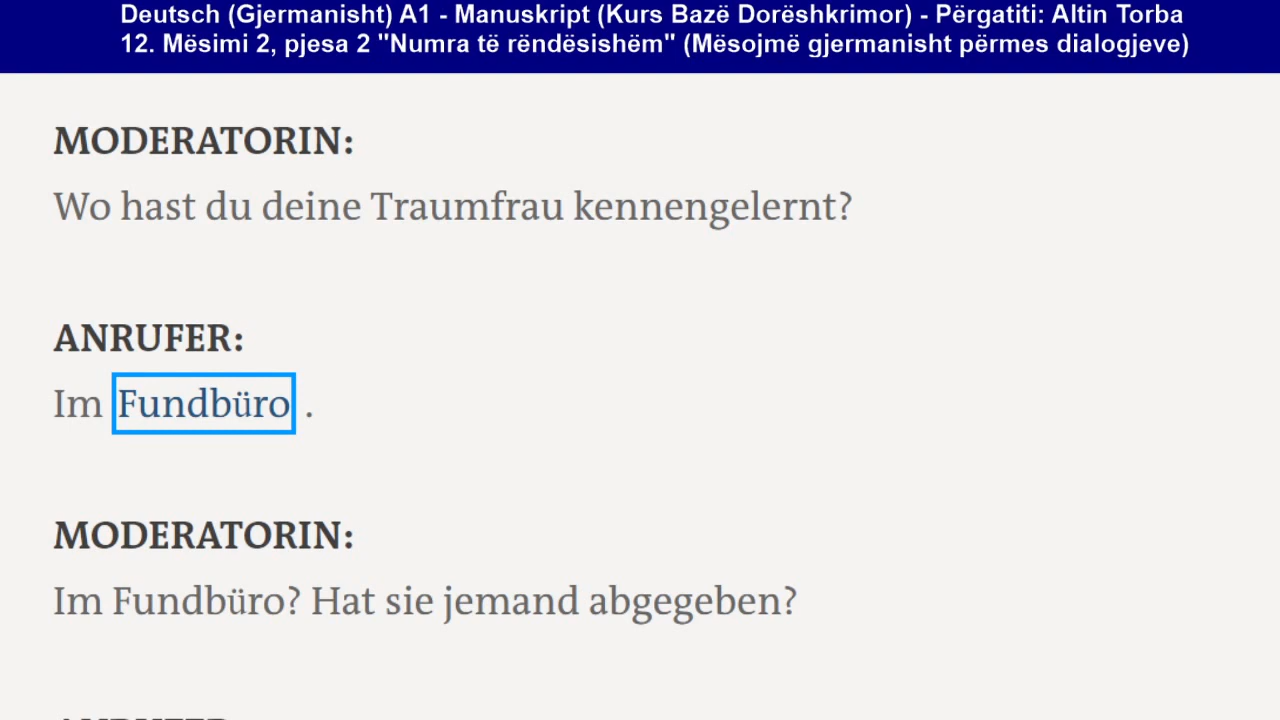 Deutsch (Gjermanisht) A1 - Manuskript (Kurs Bazë Dorëshkrimor) - Përgatiti: Altin Torba
12. Mësimi 2, pjesa 2 "Numra të rëndësishëm" (Mësojmë gjermanisht përmes dialogjeve)
MODERATORIN:
Wo hast du deine Traumfrau kennengelernt?
ANRUFER:
Im Fundbüro .
MODERATORIN:
Im Fundbüro? Hat sie jemand abgegeben?